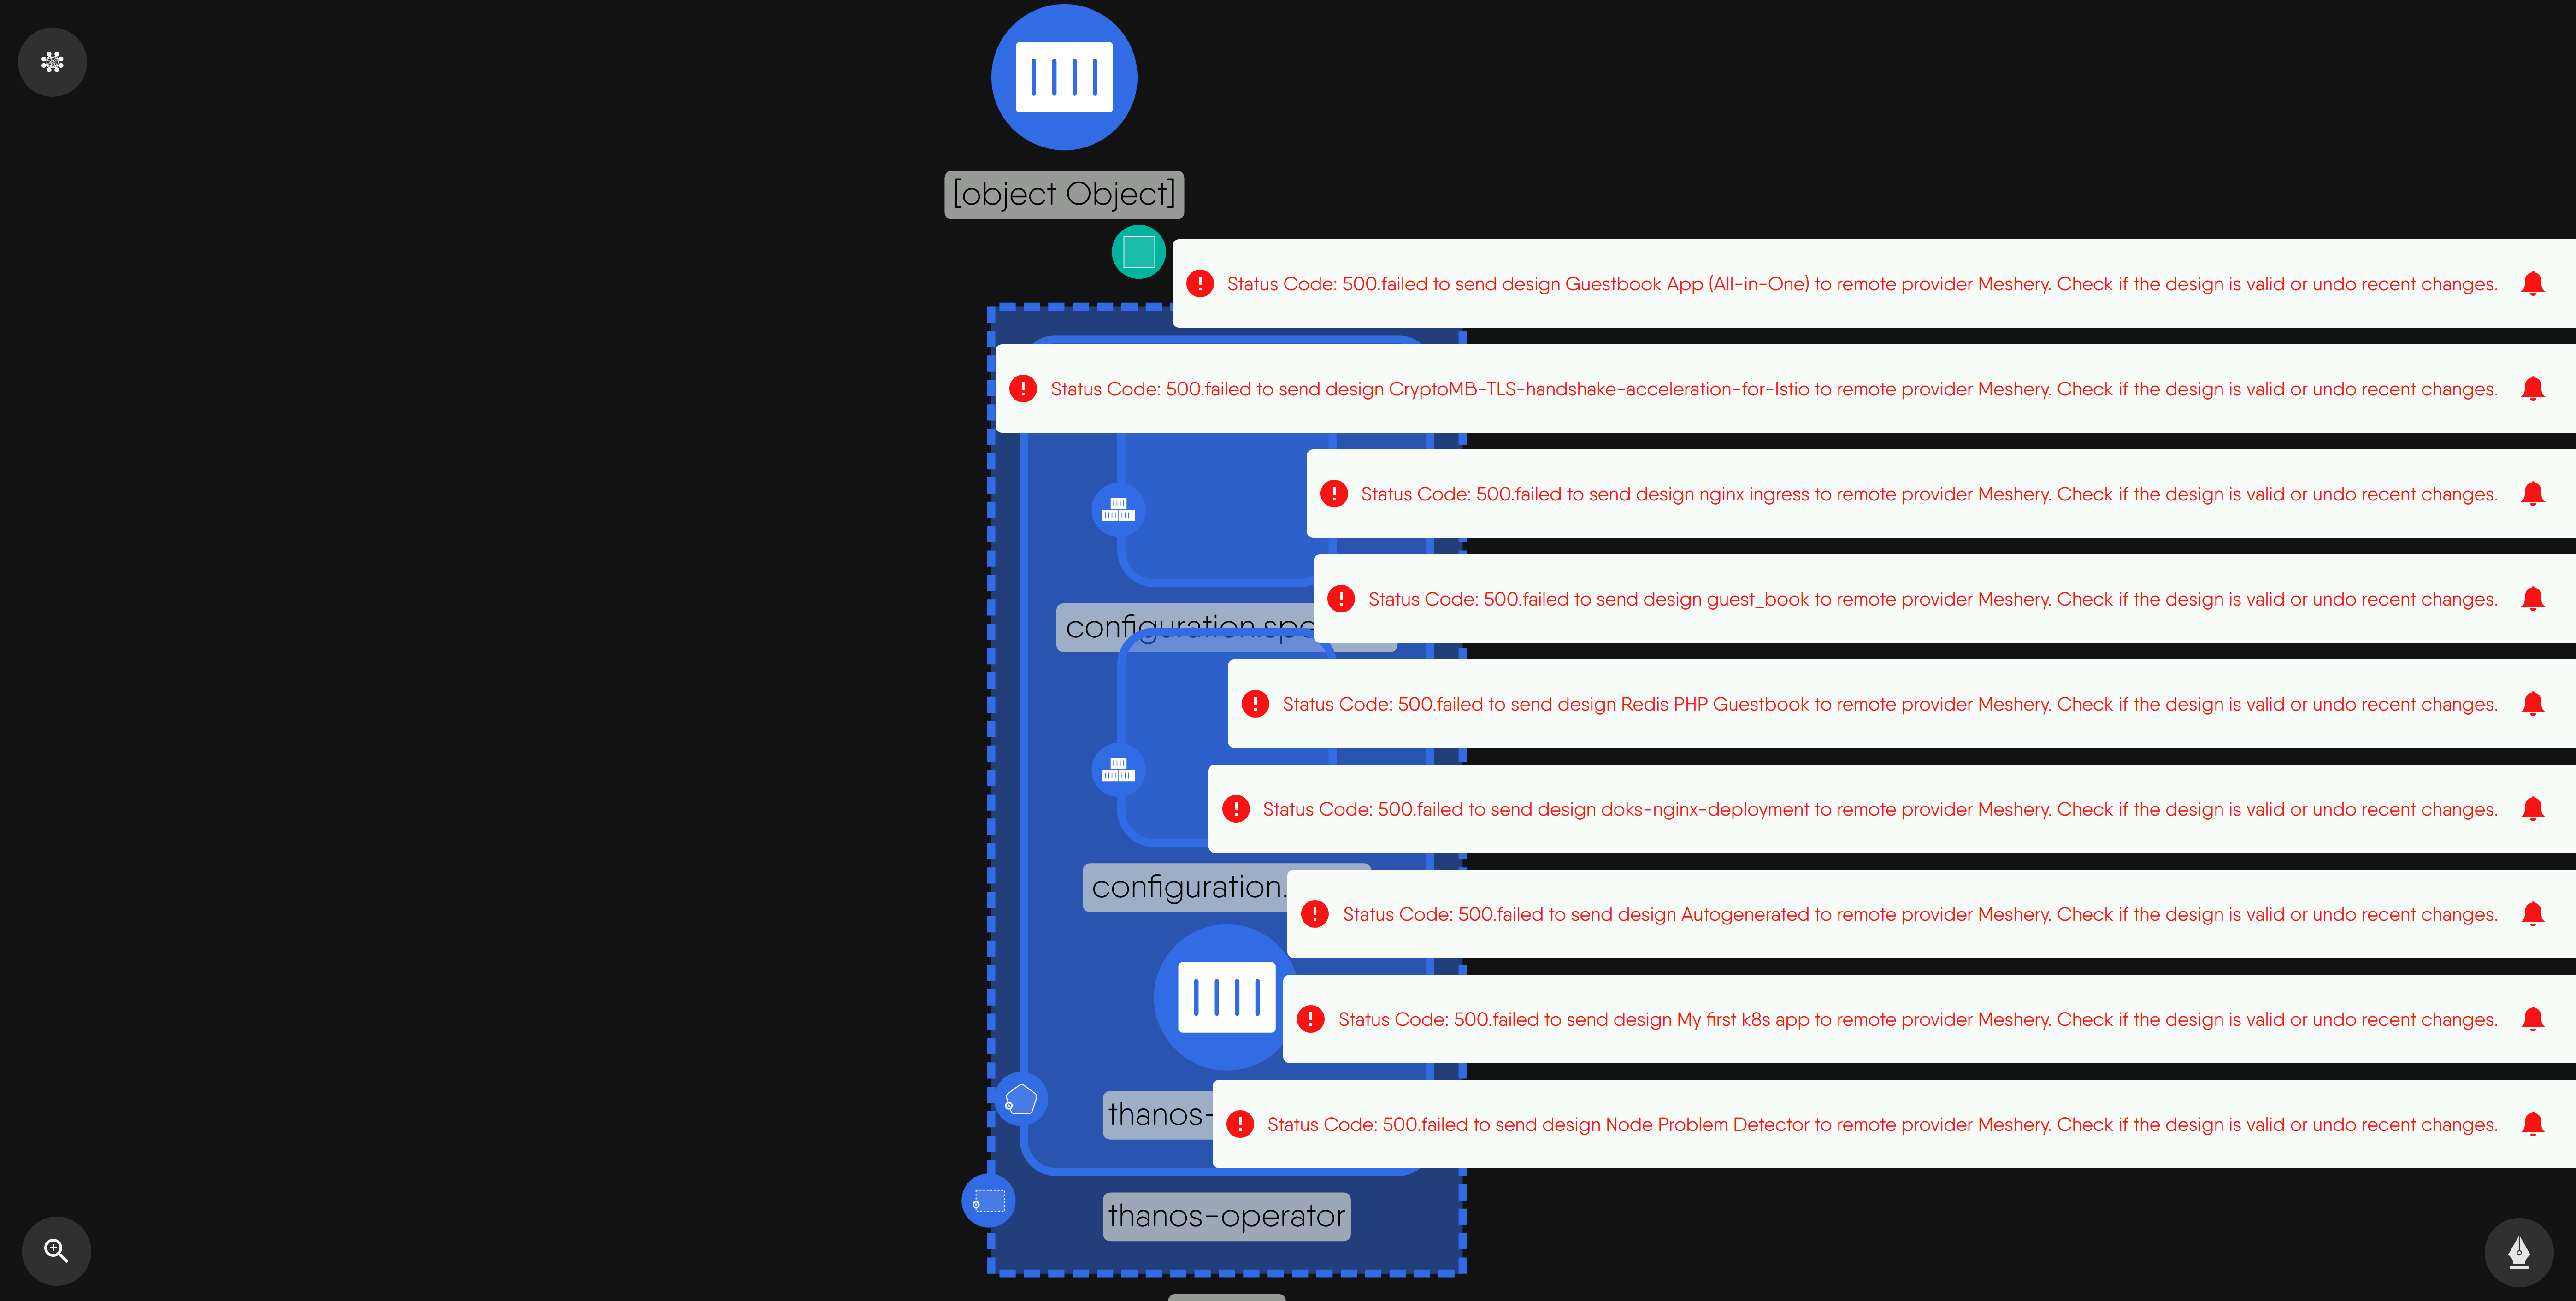 [object Object]
Status Code: 500.failed to send design Guestbook App (All-in-One) to remote provider Meshery. Check if the design is valid or undo recent changes.
Status Code: 500.failed to send design CryptoMB-TLS-handshake-acceleration-for-Istio to remote provider Meshery. Check if the design is valid or undo recent changes.
Status Code: 500.failed to send design nginx ingress to remote provider Meshery. Check if the design is valid or undo recent changes.
Status Code: 500.failed to send design guest_book to remote provider Meshery. Check if the design is valid or undo recent changes.
configuration.spe
Status Code: 500.failed to send design Redis PHP Guestbook to remote provider Meshery. Check if the design is valid or undo recent changes.
Status Code: 500.failed to send design doks-nginx-deployment to remote provider Meshery. Check if the design is valid or undo recent changes.
configuration.
Status Code: 500.failed to send design Autogenerated to remote provider Meshery. Check if the design is valid or undo recent changes.
Status Code: 500.failed to send design My first k8s app to remote provider Meshery. Check if the design is valid or undo recent changes.
thanos-
Status Code: 500.failed to send design Node Problem Detector to remote provider Meshery. Check if the design is valid or undo recent changes.
thanos-operator